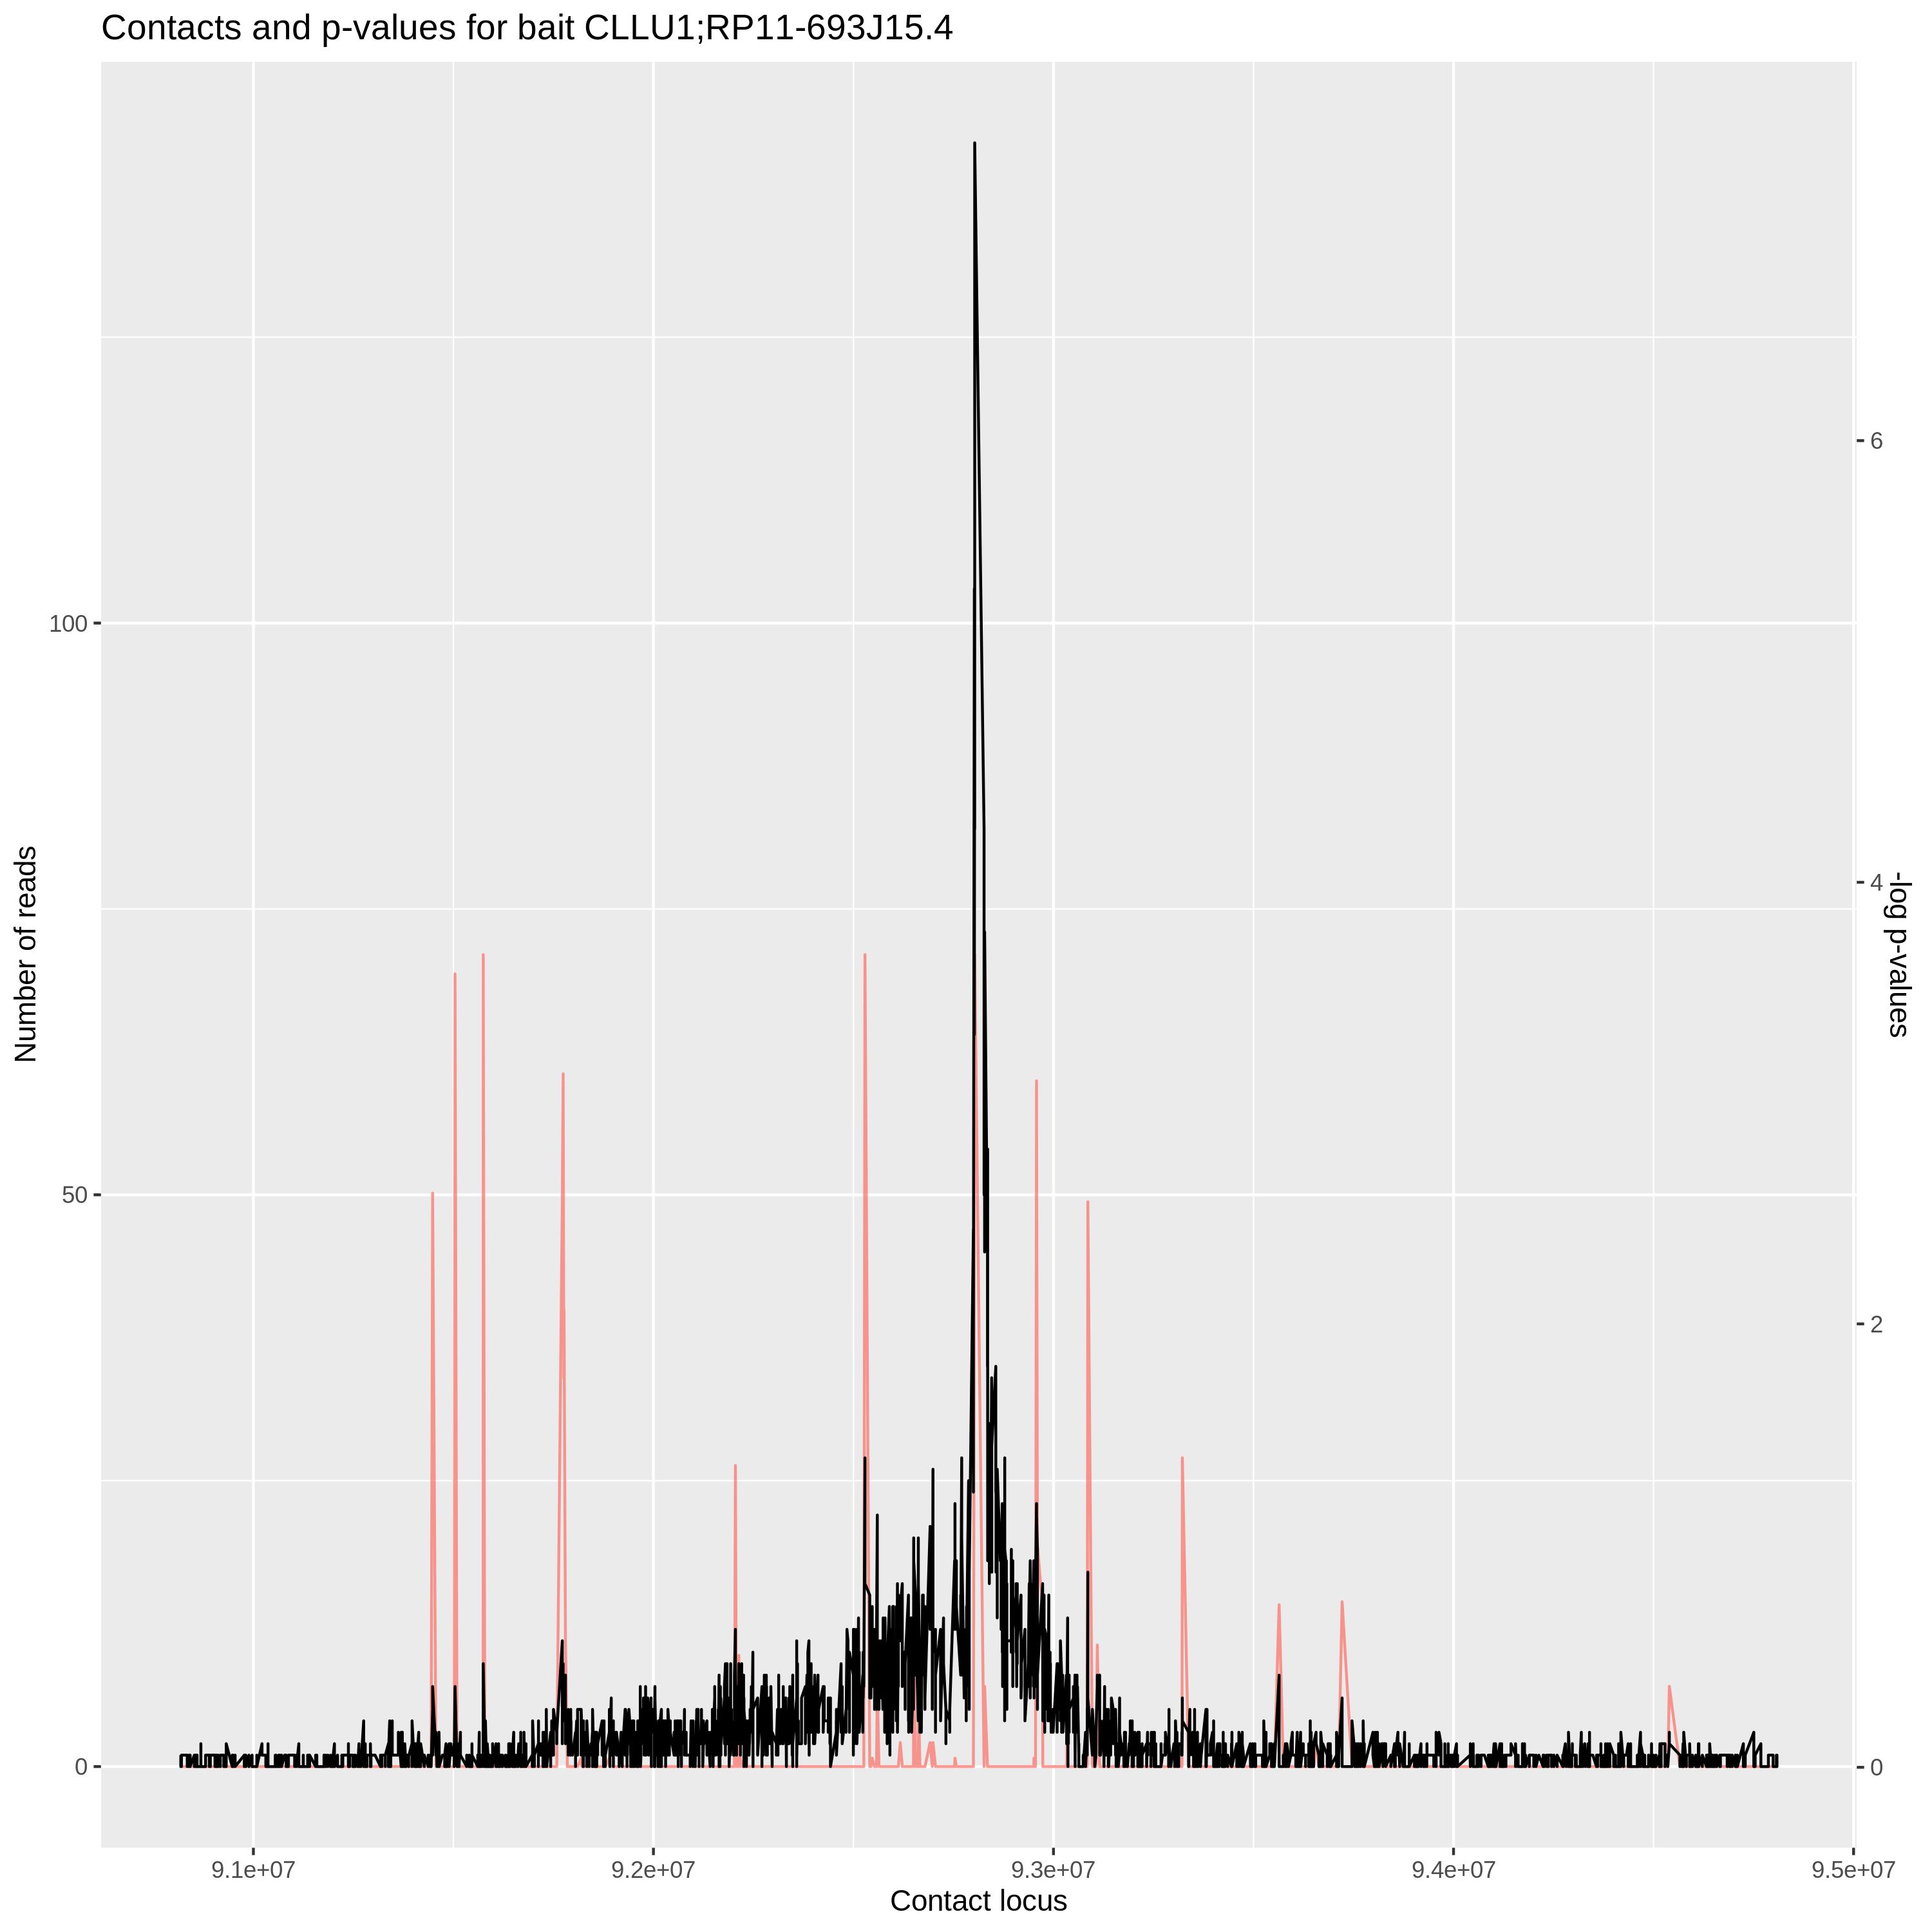 Contacts and p-values for bait CLLU1;RP11-693J15.4
Number of reads
100
50
0
6
4
2
0
-log p-values
9.1e+07 9.2e+07 9.3e+07 9.4e+07 9.5e+07
Contact locus